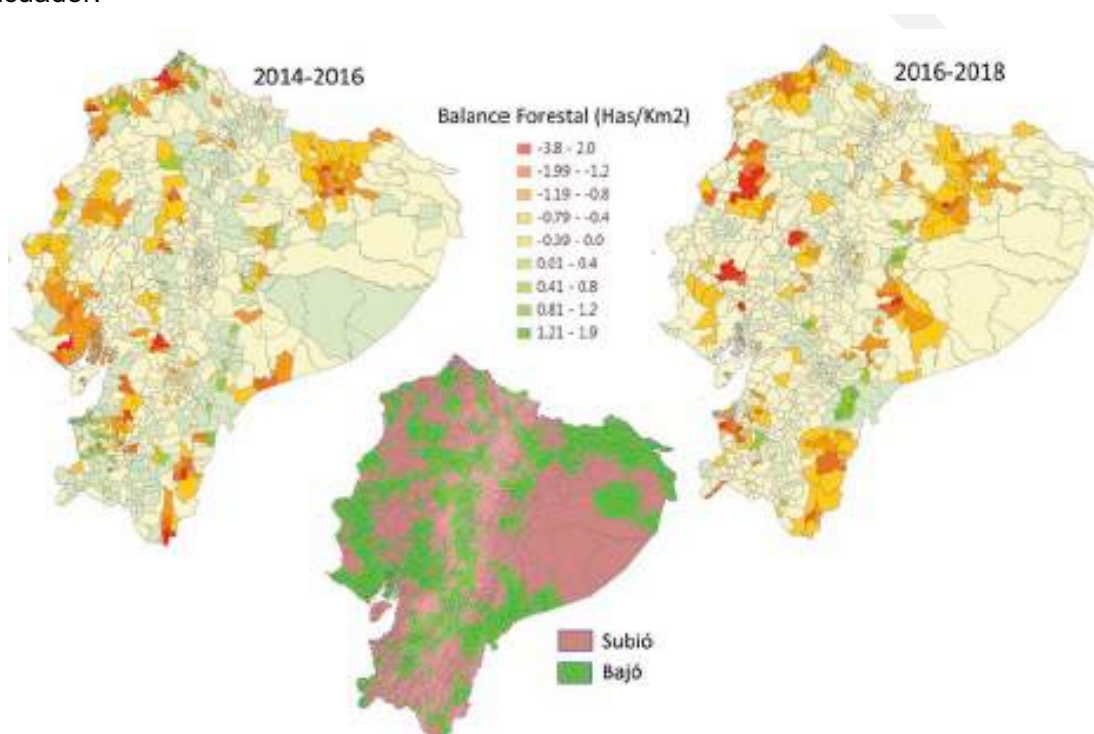 2014-2016
2016-2018
Balance Forestal (Has/Km2)
-3.8 - 2.0
-1.99 - -1.2
-1.19 - -0.8
-0.79 - -0.4
-0.39 - 0.0
0.01 - 0.4
0.41 - 0.8
0.81 - 1.2
1.21 - 1.9
Subió
Bajó